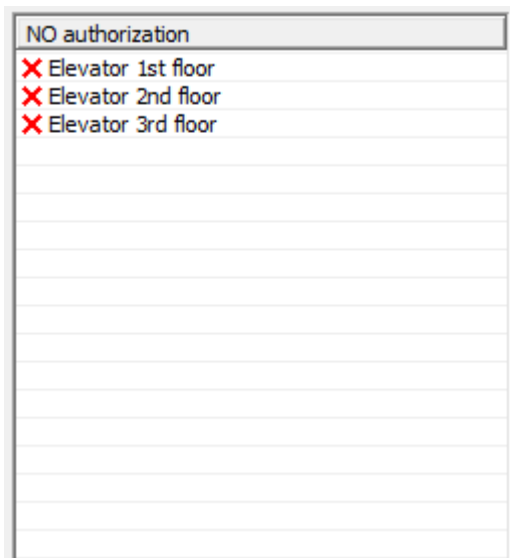 NO authorization
Elevator 1st floor
Elevator 2nd floor
Elevator 3rd floor